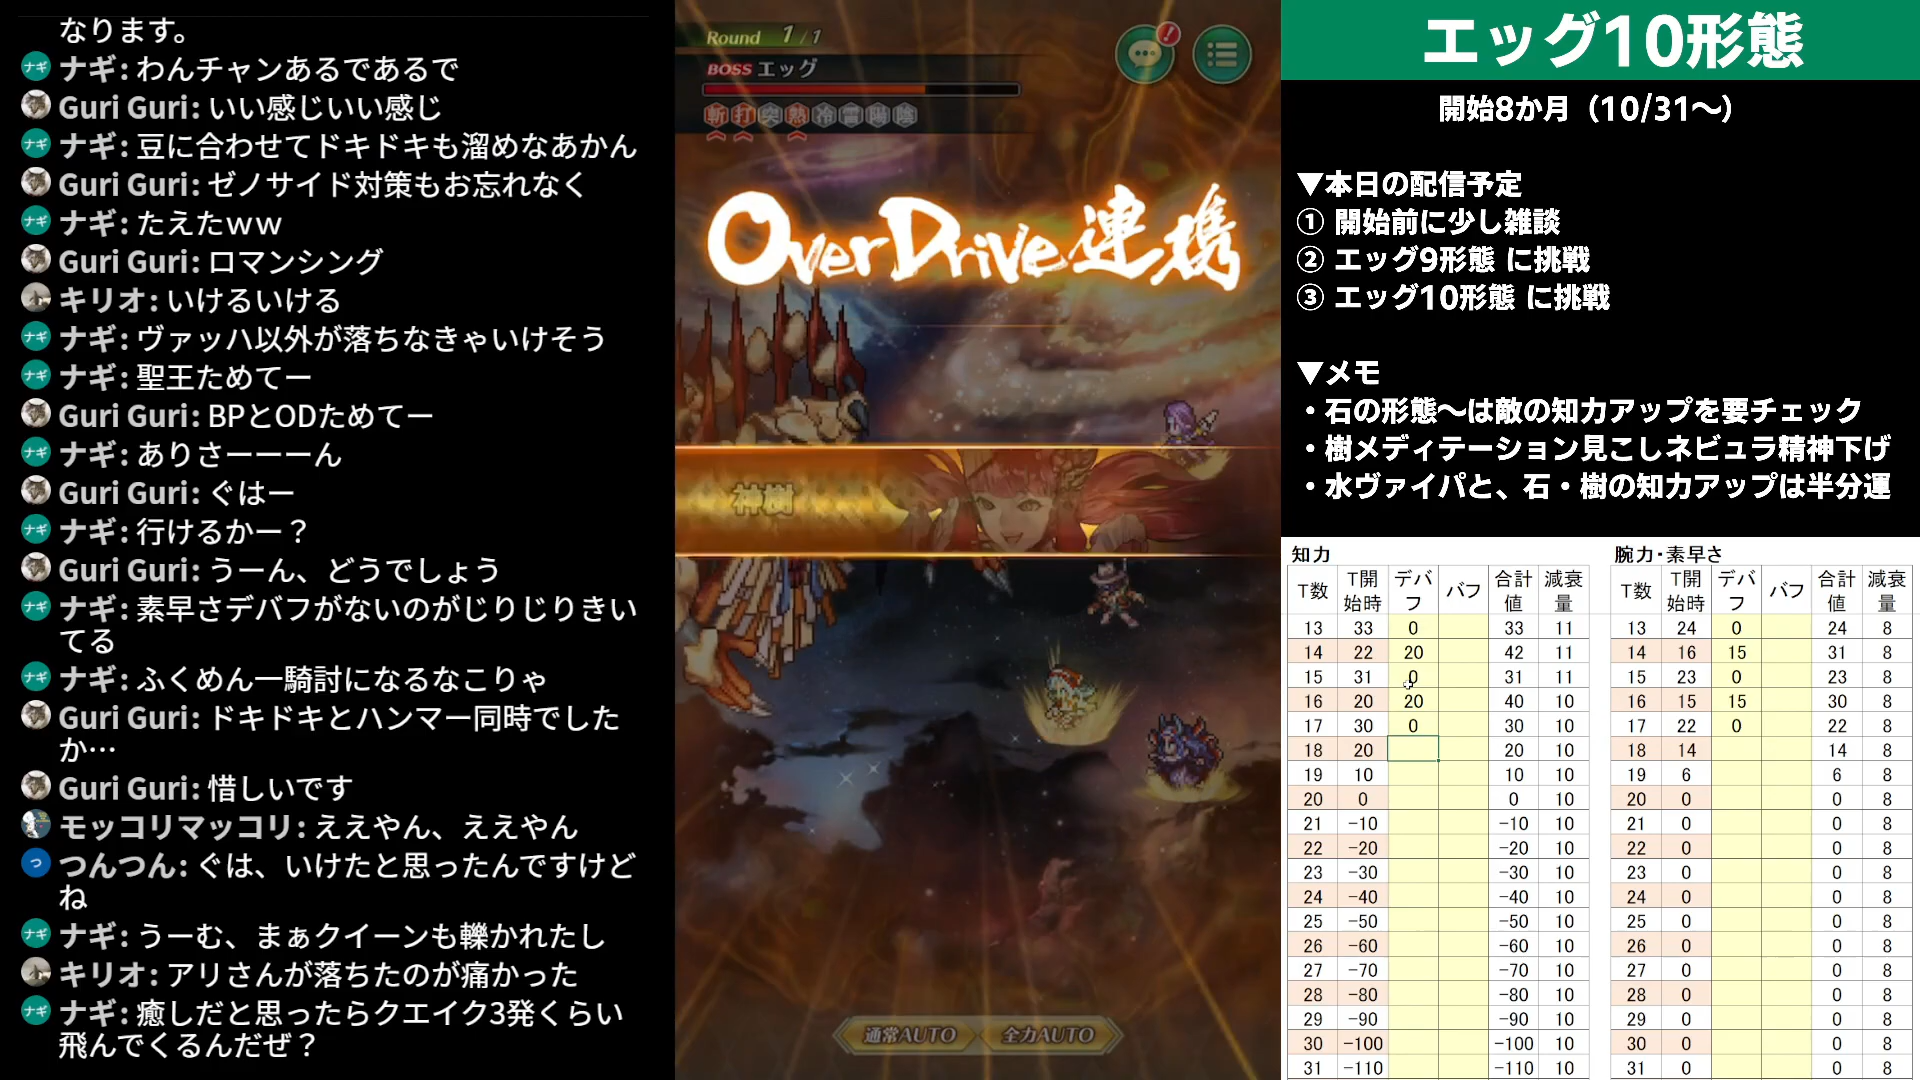 なります。
ナギ ナギ: わんチャンあるであるで
Guri Guri: いい感じいい感じ
ナギ ナギ: 豆に合わせてドキドキも溜めなあかん
Guri Guri: ゼノサイド対策もお忘れなく
ナギ ナギ: たえたｗｗ
Guri Guri: ロマンシング
キリオ: いけるいける
ナギ ナギ: ヴァッハ以外が落ちなきゃいけそう
ナギ ナギ: 聖王ためてー
Guri Guri: BPとODためてー
ナギ ナギ: ありさーーーん
Guri Guri: ぐはー
ナギ ナギ: 行けるかー？
Guri Guri: うーん、どうでしょう
ナギ ナギ: 素早さデバフがないのがじりじりきい
てる
ナギ ナギ: ふくめん一騎討になるなこりゃ
Guri Guri: ドキドキとハンマー同時でした
か…
Guri Guri: 惜しいです
モッコリマッコリ: ええやん、ええやん
つ つんつん: ぐは、いけたと思ったんですけど
ね
ナギ ナギ: うーむ、まぁクイーンも轢かれたし
キリオ: アリさんが落ちたのが痛かった
ナギ ナギ: 癒しだと思ったらクエイク3発くらい
飛んでくるんだぜ？
Round 1/1
BOSS エッグ
斬 打 突 熱 冷 雷 陽 陰
OverDrive連携
神樹
通常AUTO 全力AUTO
エッグ10形態
開始8か月（10/31～）
▼本日の配信予定
① 開始前に少し雑談
② エッグ9形態 に挑戦
③ エッグ10形態 に挑戦
▼メモ
・石の形態～は敵の知力アップを要チェック
・樹メディテーション見こしネビュラ精神下げ
・水ヴァイパと、石・樹の知力アップは半分運
知力
T数 T開始時 デバフ バフ 合計値 減衰量
13 33 0 33 11
14 22 20 42 11
15 31 0 31 11
16 20 20 40 10
17 30 0 30 10
18 20 20 10
19 10 10 10
20 0 0 10
21 -10 -10 10
22 -20 -20 10
23 -30 -30 10
24 -40 -40 10
25 -50 -50 10
26 -60 -60 10
27 -70 -70 10
28 -80 -80 10
29 -90 -90 10
30 -100 -100 10
31 -110 -110 10
腕力・素早さ
T数 T開始時 デバフ バフ 合計値 減衰量
13 24 0 24 8
14 16 15 31 8
15 23 0 23 8
16 15 15 30 8
17 22 0 22 8
18 14 14 8
19 6 6 8
20 0 0 8
21 0 0 8
22 0 0 8
23 0 0 8
24 0 0 8
25 0 0 8
26 0 0 8
27 0 0 8
28 0 0 8
29 0 0 8
30 0 0 8
31 0 0 8